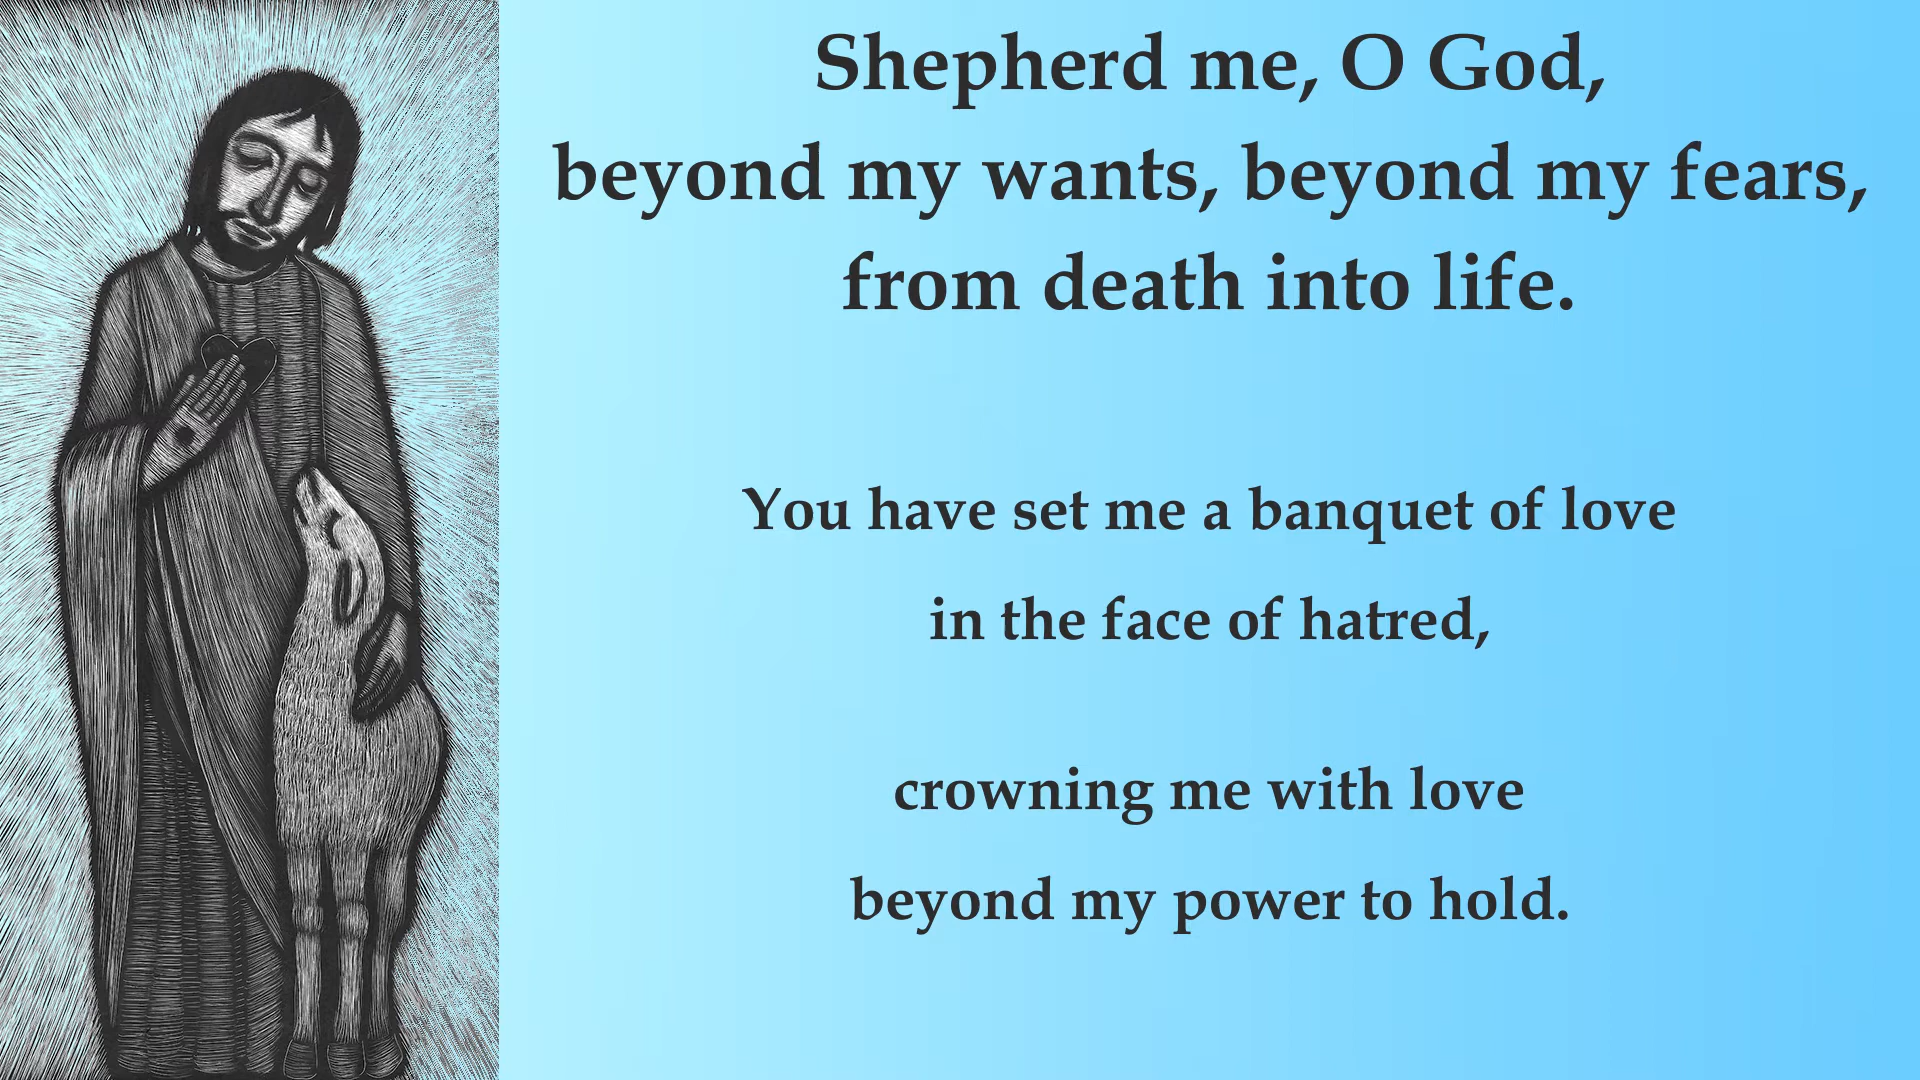 Shepherd me, O God,
beyond my wants, beyond my fears,
from death into life.
You have set me a banquet of love
in the face of hatred,
crowning me with love
beyond my power to hold.